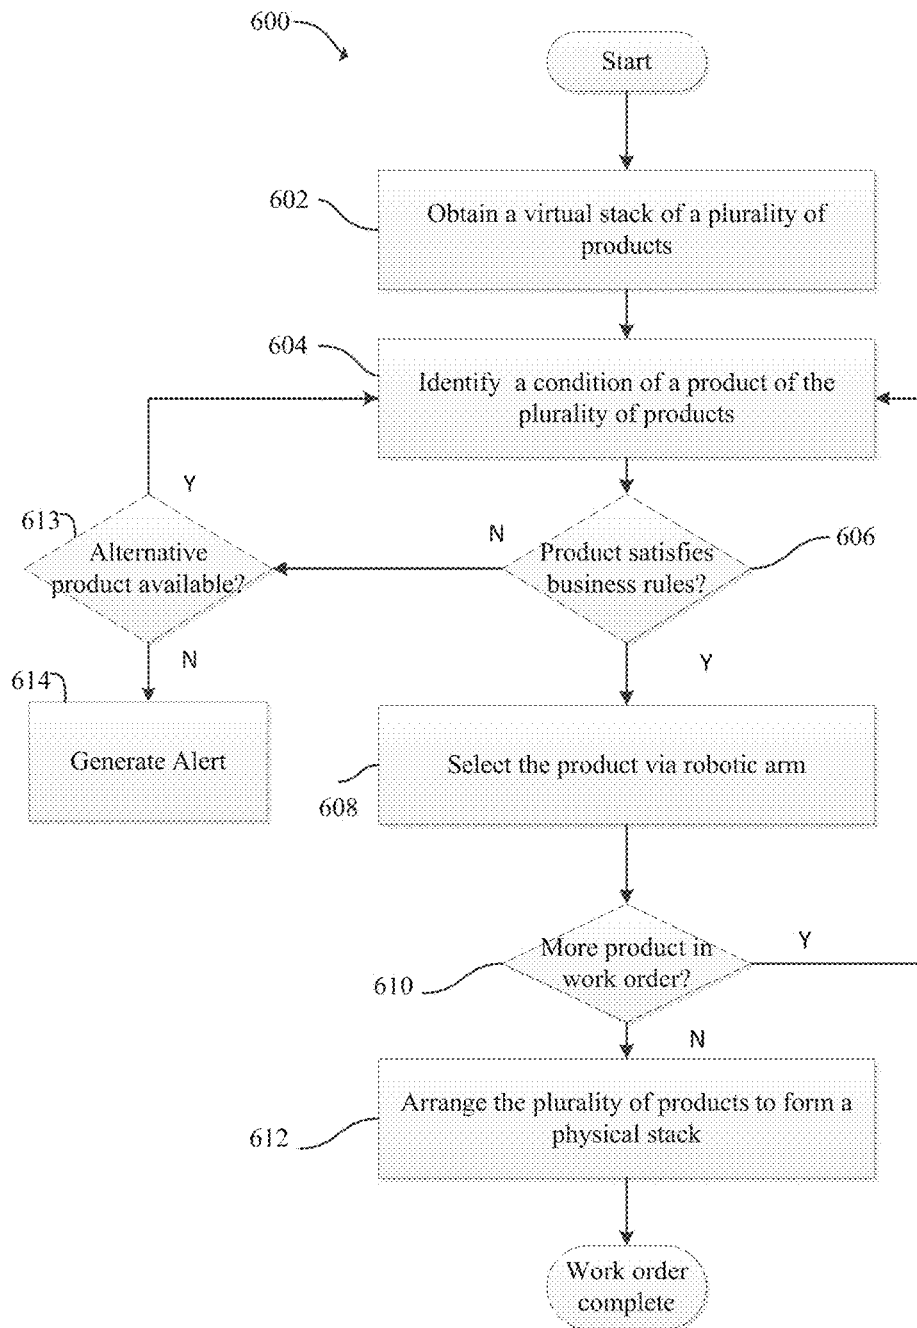 600
Start
602
Obtain a virtual stack of a plurality of
products
604
Identify a condition of a product of the
plurality of products
Y
613
Alternative
product available?
N
Product satisfies
business rules?
606
N
Y
614
Generate Alert
Select the product via robotic arm
608
More product in
work order?
Y
610
N
Arrange the plurality of products to form a
physical stack
612
Work order
complete